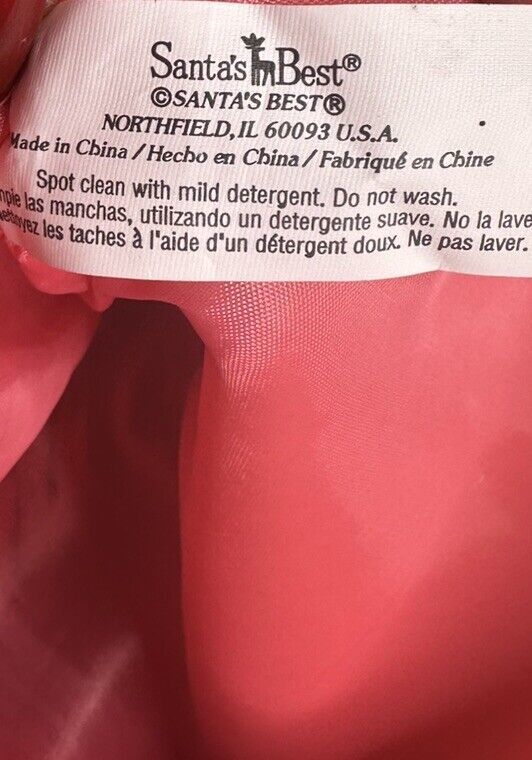 Santa's Best®
©SANTA'S BEST®
NORTHFIELD, IL 60093 U.S.A.
Made in China / Hecho en China / Fabriqué en Chine
Spot clean with mild detergent. Do not wash.
las manchas, utilizando un detergente suave. No la lave
les taches à l'aide d'un détergent doux. Ne pas laver.